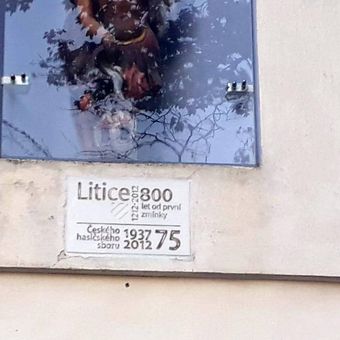 Litice 1212-2012 800
let od první
zmínky
Českého
hasičského
sboru
1937
2012
75